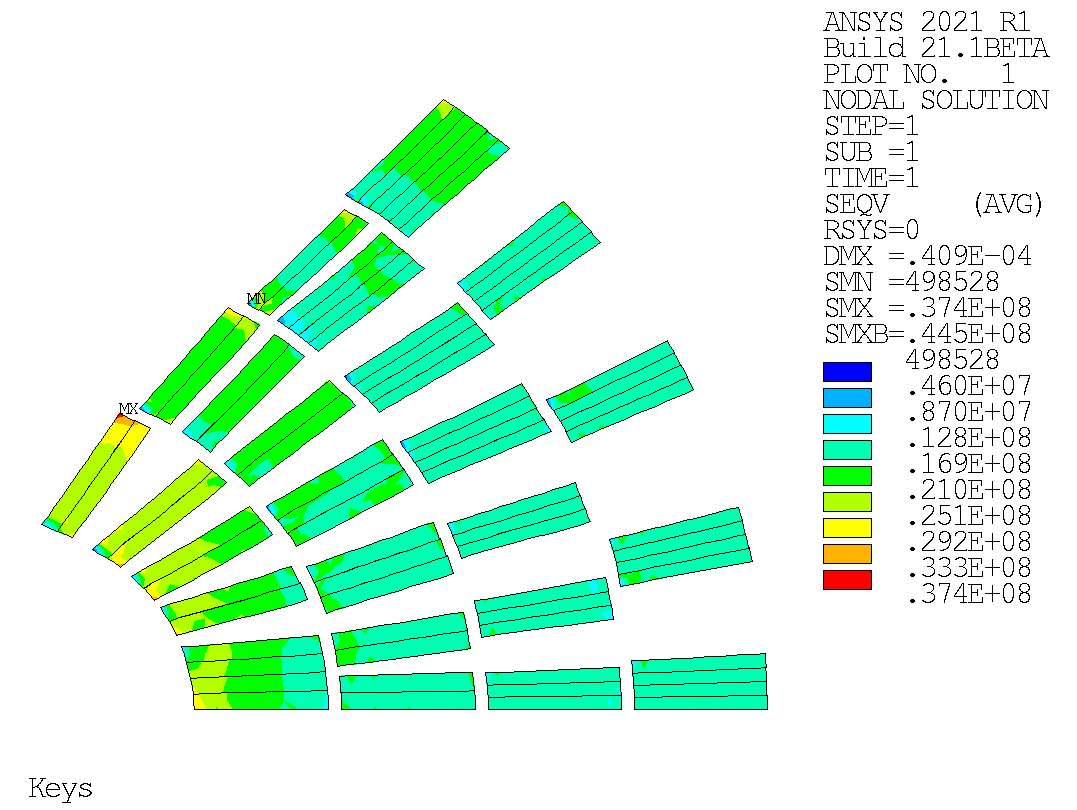 ANSYS 2021 R1
Build 21.1BETA
PLOT NO.   1
NODAL SOLUTION
STEP=1
SUB =1
TIME=1
SEQV     (AVG)
RSYS=0
DMX =.409E-04
SMN =498528
SMX =.374E+08
SMXB=.445E+08
498528
.460E+07
.870E+07
.128E+08
.169E+08
.210E+08
.251E+08
.292E+08
.333E+08
.374E+08
MN
MX
Keys